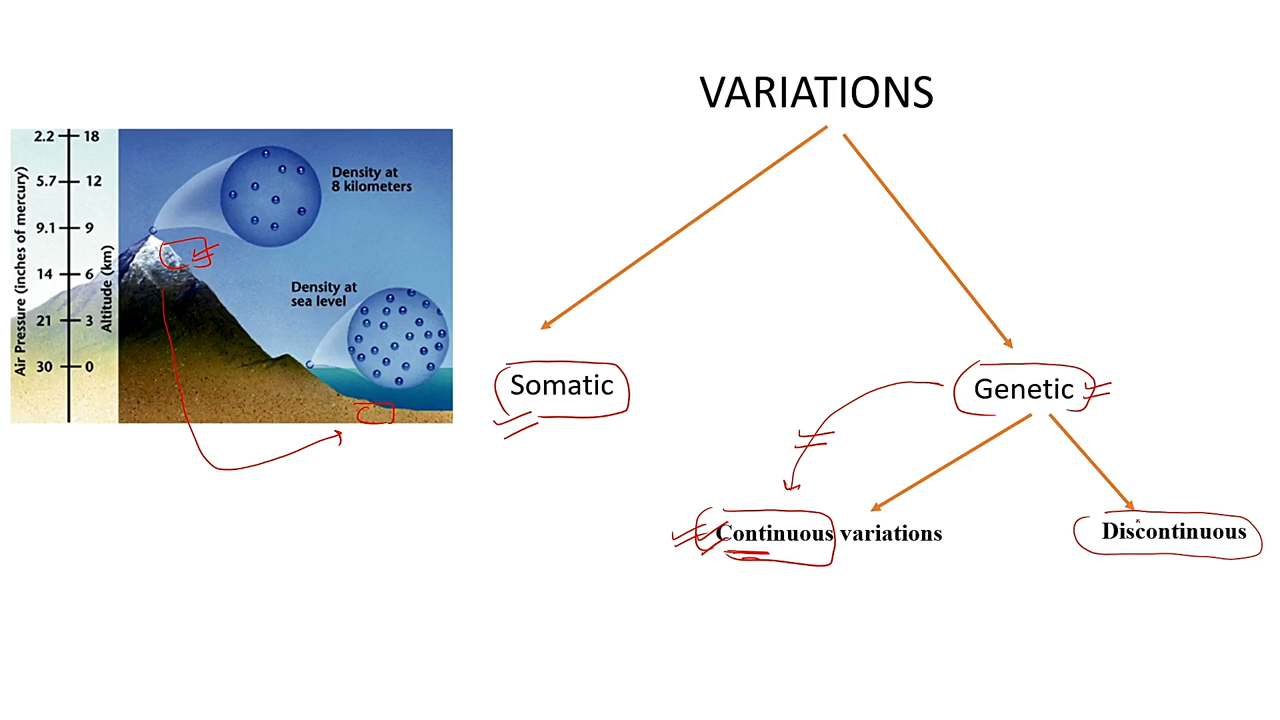 VARIATIONS
Air Pressure (inches of mercury)
2.2 18
5.7 12
9.1 9
14 6
21 3
30 0
Altitude (km)
Density at
8 kilometers
Density at
sea level
Somatic
Genetic
Continuous variations
Discontinuous